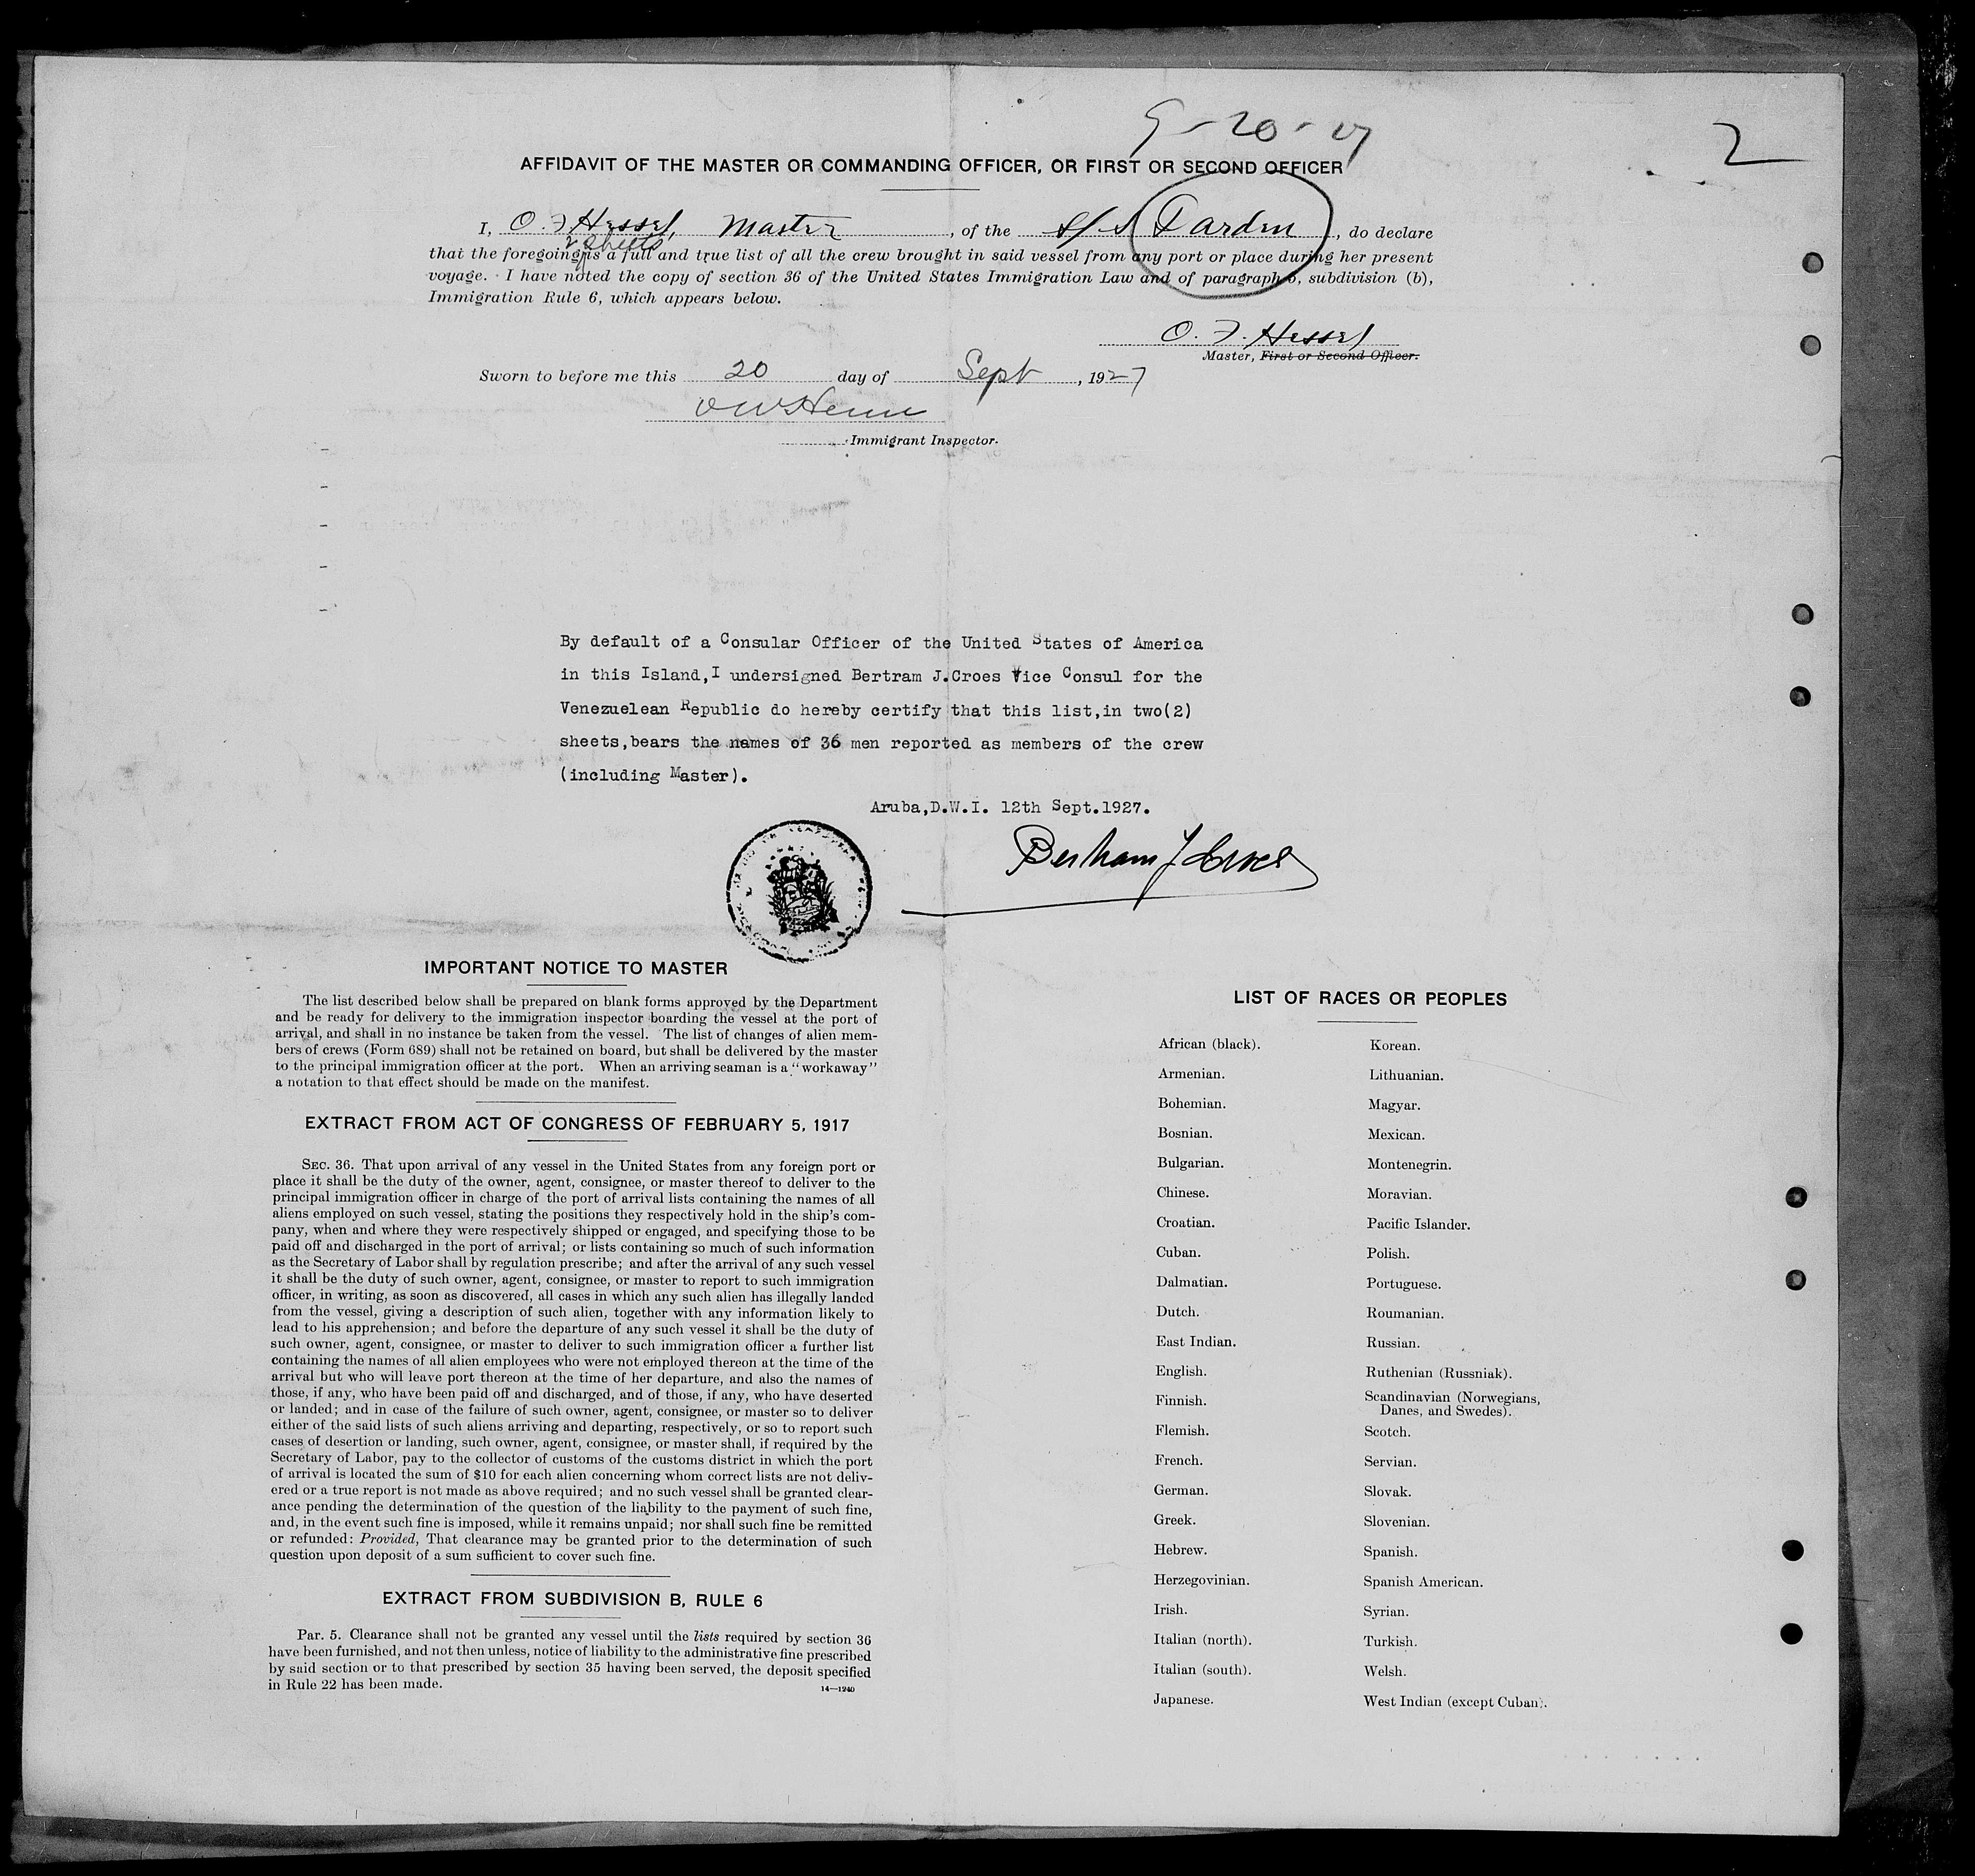 9-20-27
2
AFFIDAVIT OF THE MASTER OR COMMANDING OFFICER, OR FIRST OR SECOND OFFICER
I, O. F. Hessel, Master, of the S/S Darden, do declare
2 sheets
that the foregoing is a full and true list of all the crew brought in said vessel from any port or place during her present
voyage. I have noted the copy of section 36 of the United States Immigration Law and of paragraph 5, subdivision (b),
Immigration Rule 6, which appears below.
O. F. Hessel
Master, First or Second Officer.
Sworn to before me this 20 day of Sept, 1927
Immigrant Inspector.
By default of a Consular Officer of the United States of America
in this Island,I undersigned Bertram J.Croes Vice Consul for the
Venezuelean Republic do hereby certify that this list,in two(2)
sheets,bears the names of 36 men reported as members of the crew
(including Master).
Aruba,D.W.I. 12th Sept.1927.
Bertram J Croes
IMPORTANT NOTICE TO MASTER
The list described below shall be prepared on blank forms approved by the Department
and be ready for delivery to the immigration inspector boarding the vessel at the port of
arrival, and shall in no instance be taken from the vessel. The list of changes of alien mem-
bers of crews (Form 689) shall not be retained on board, but shall be delivered by the master
to the principal immigration officer at the port. When an arriving seaman is a "workaway"
a notation to that effect should be made on the manifest.
EXTRACT FROM ACT OF CONGRESS OF FEBRUARY 5, 1917
SEC. 36. That upon arrival of any vessel in the United States from any foreign port or
place it shall be the duty of the owner, agent, consignee, or master thereof to deliver to the
principal immigration officer in charge of the port of arrival lists containing the names of all
aliens employed on such vessel, stating the positions they respectively hold in the ship's com-
pany, when and where they were respectively shipped or engaged, and specifying those to be
paid off and discharged in the port of arrival; or lists containing so much of such information
as the Secretary of Labor shall by regulation prescribe; and after the arrival of any such vessel
it shall be the duty of such owner, agent, consignee, or master to report to such immigration
officer, in writing, as soon as discovered, all cases in which any such alien has illegally landed
from the vessel, giving a description of such alien, together with any information likely to
lead to his apprehension; and before the departure of any such vessel it shall be the duty of
such owner, agent, consignee, or master to deliver to such immigration officer a further list
containing the names of all alien employees who were not employed thereon at the time of the
arrival but who will leave port thereon at the time of her departure, and also the names of
those, if any, who have been paid off and discharged, and of those, if any, who have deserted
or landed; and in case of the failure of such owner, agent, consignee, or master so to deliver
either of the said lists of such aliens arriving and departing, respectively, or so to report such
cases of desertion or landing, such owner, agent, consignee, or master shall, if required by the
Secretary of Labor, pay to the collector of customs of the customs district in which the port
of arrival is located the sum of $10 for each alien concerning whom correct lists are not deliv-
ered or a true report is not made as above required; and no such vessel shall be granted clear-
ance pending the determination of the question of the liability to the payment of such fine,
and, in the event such fine is imposed, while it remains unpaid; nor shall such fine be remitted
or refunded: Provided, That clearance may be granted prior to the determination of such
question upon deposit of a sum sufficient to cover such fine.
EXTRACT FROM SUBDIVISION B, RULE 6
Par. 5. Clearance shall not be granted any vessel until the lists required by section 36
have been furnished, and not then unless, notice of liability to the administrative fine prescribed
by said section or to that prescribed by section 35 having been served, the deposit specified
in Rule 22 has been made.
14—1240
LIST OF RACES OR PEOPLES
African (black).
Armenian.
Bohemian.
Bosnian.
Bulgarian.
Chinese.
Croatian.
Cuban.
Dalmatian.
Dutch.
East Indian.
English.
Finnish.
Flemish.
French.
German.
Greek.
Hebrew.
Herzegovinian.
Irish.
Italian (north).
Italian (south).
Japanese.
Korean.
Lithuanian.
Magyar.
Mexican.
Montenegrin.
Moravian.
Pacific Islander.
Polish.
Portuguese.
Roumanian.
Russian.
Ruthenian (Russniak).
Scandinavian (Norwegians,
Danes, and Swedes).
Scotch.
Servian.
Slovak.
Slovenian.
Spanish.
Spanish American.
Syrian.
Turkish.
Welsh.
West Indian (except Cuban).